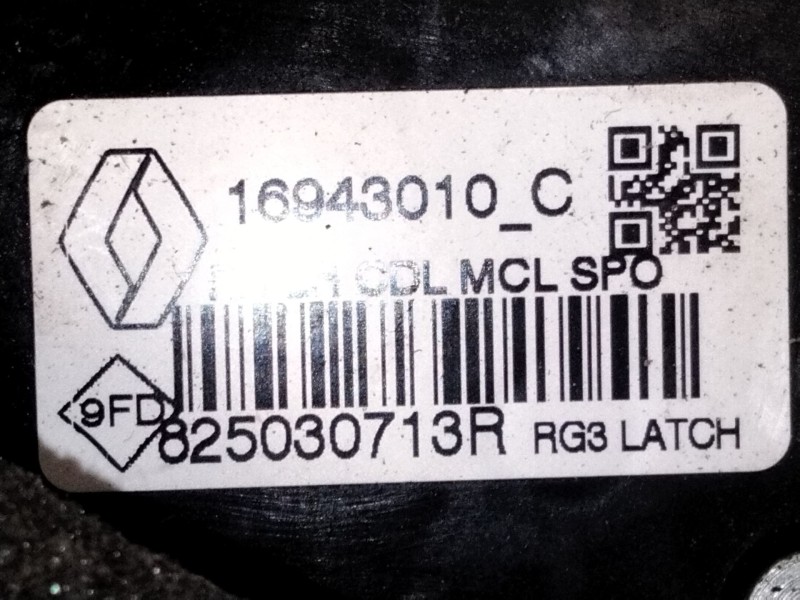 16943010_C
CDL MCL SPO
9FD
825030713R RG3 LATCH